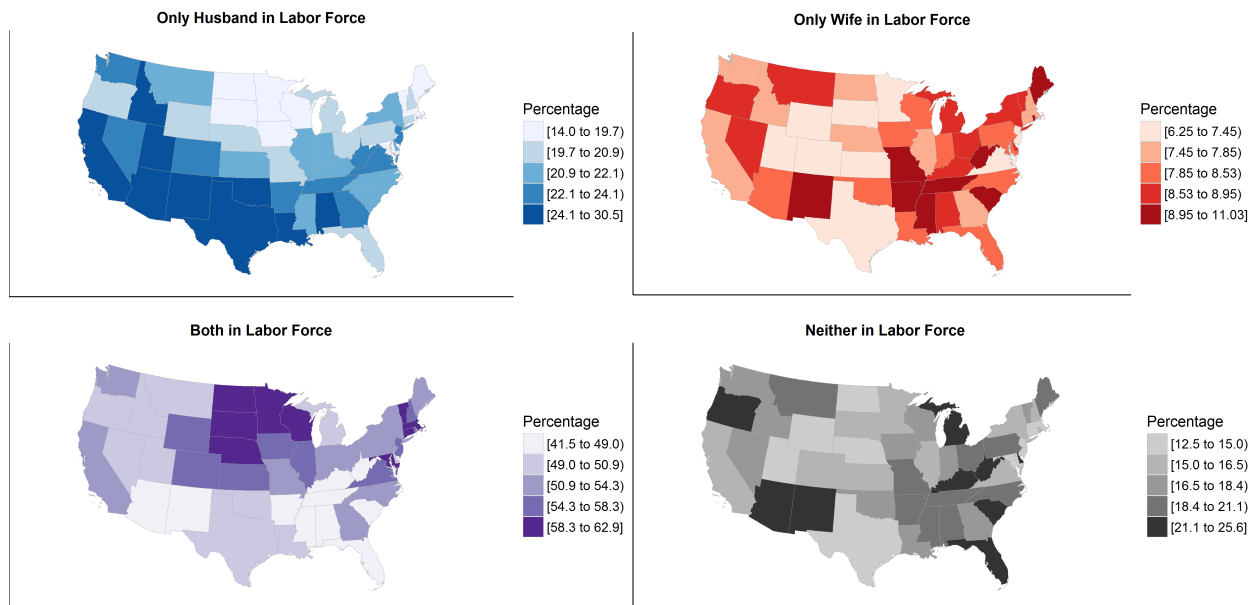 Only Husband in Labor Force
Percentage
[14.0 to 19.7)
[19.7 to 20.9)
[20.9 to 22.1)
[22.1 to 24.1)
[24.1 to 30.5]
Only Wife in Labor Force
Percentage
[6.25 to 7.45)
[7.45 to 7.85)
[7.85 to 8.53)
[8.53 to 8.95)
[8.95 to 11.03]
Both in Labor Force
Percentage
[41.5 to 49.0)
[49.0 to 50.9)
[50.9 to 54.3)
[54.3 to 58.3)
[58.3 to 62.9]
Neither in Labor Force
Percentage
[12.5 to 15.0)
[15.0 to 16.5)
[16.5 to 18.4)
[18.4 to 21.1)
[21.1 to 25.6]